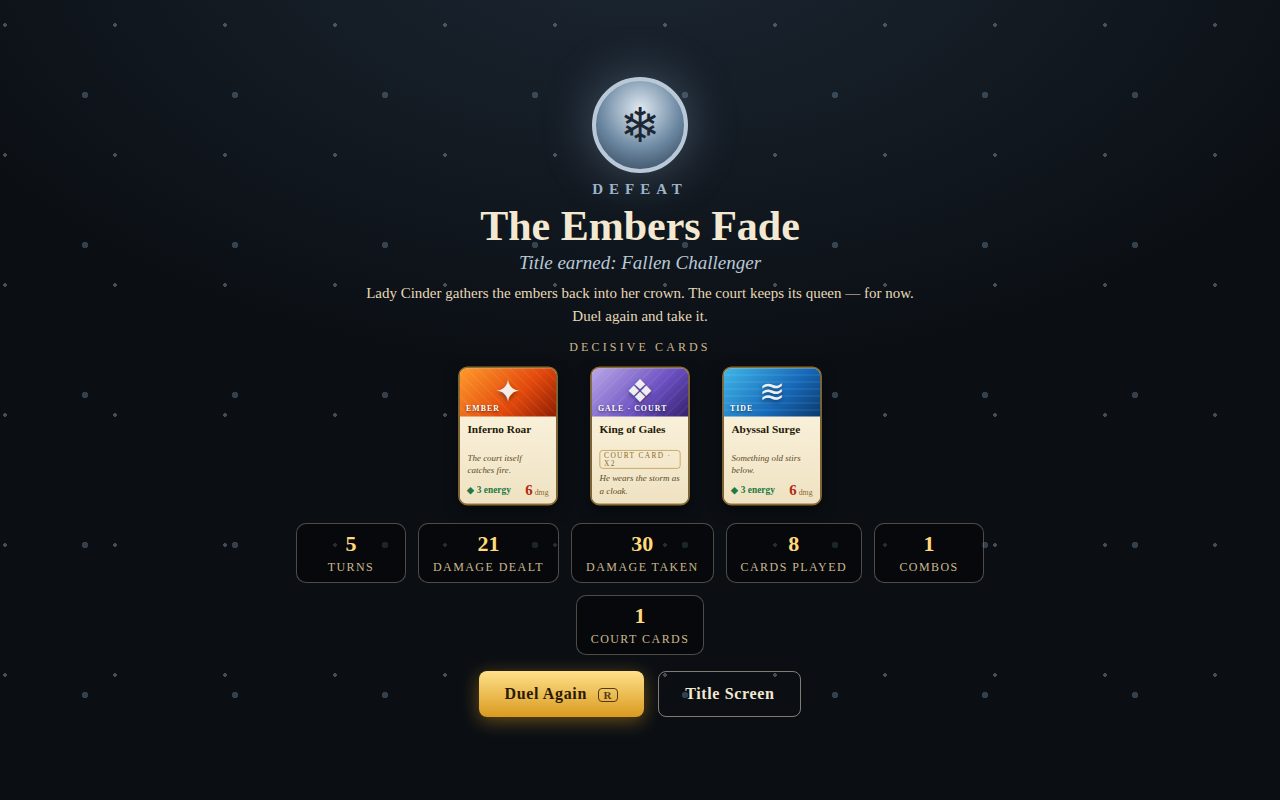 DEFEAT
The Embers Fade
Title earned: Fallen Challenger
Lady Cinder gathers the embers back into her crown. The court keeps its queen — for now.
Duel again and take it.
DECISIVE CARDS
EMBER
Inferno Roar
The court itself
catches fire.
◆ 3 energy 6 dmg
GALE · COURT
King of Gales
COURT CARD ·
X2
He wears the storm as
a cloak.
TIDE
Abyssal Surge
Something old stirs
below.
◆ 3 energy 6 dmg
5
TURNS
21
DAMAGE DEALT
30
DAMAGE TAKEN
8
CARDS PLAYED
1
COMBOS
1
COURT CARDS
Duel Again R
Title Screen